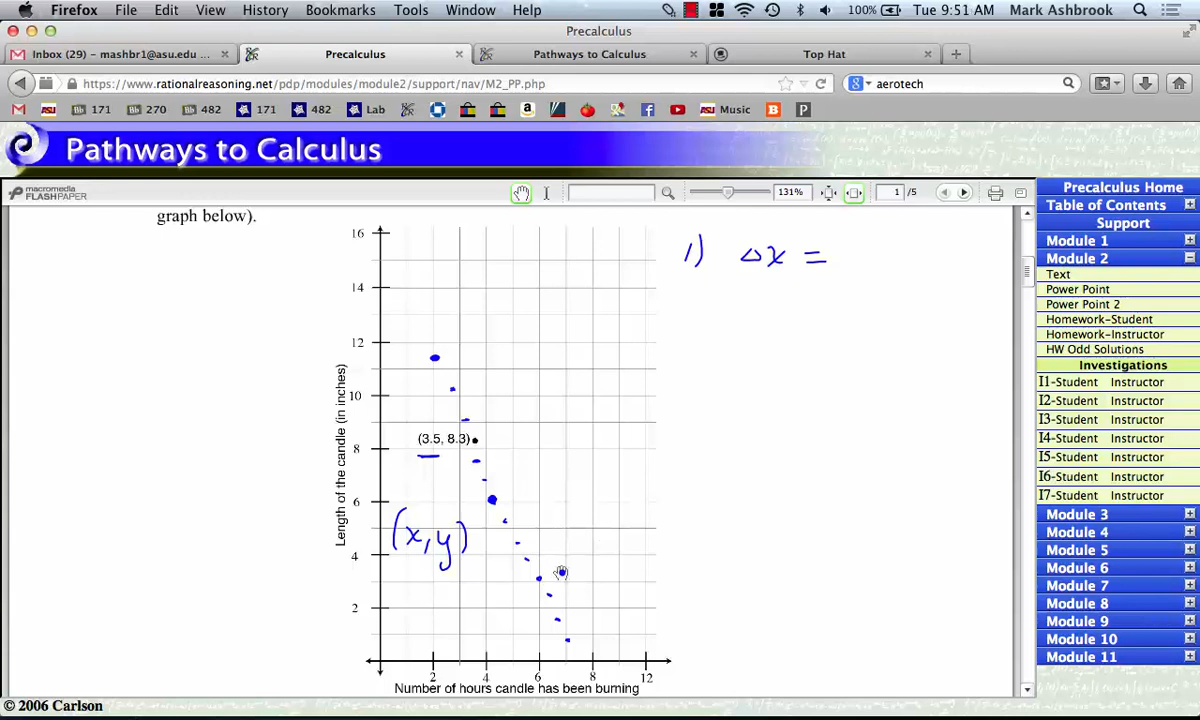 Firefox File Edit View History Bookmarks Tools Window Help 100% Tue 9:51 AM Mark Ashbrook
Precalculus
Inbox (29) - mashbr1@asu.edu ... × Precalculus × Pathways to Calculus × Top Hat × +
https://www.rationalreasoning.net/pdp/modules/module2/support/nav/M2_PP.php aerotech
ASU 171 270 482 171 482 Lab ASU Music
Pathways to Calculus
macromedia FLASHPAPER 131% 1 /5
graph below).
16
14
12
10
8
6
4
2
Length of the candle (in inches)
(3.5, 8.3)
(x, y)
1) Δx =
2 4 6 8 12
Number of hours candle has been burning
Precalculus Home
Table of Contents
Support
Module 1
Module 2
Text
Power Point
Power Point 2
Homework-Student
Homework-Instructor
HW Odd Solutions
Investigations
I1-Student Instructor
I2-Student Instructor
I3-Student Instructor
I4-Student Instructor
I5-Student Instructor
I6-Student Instructor
I7-Student Instructor
Module 3
Module 4
Module 5
Module 6
Module 7
Module 8
Module 9
Module 10
Module 11
© 2006 Carlson